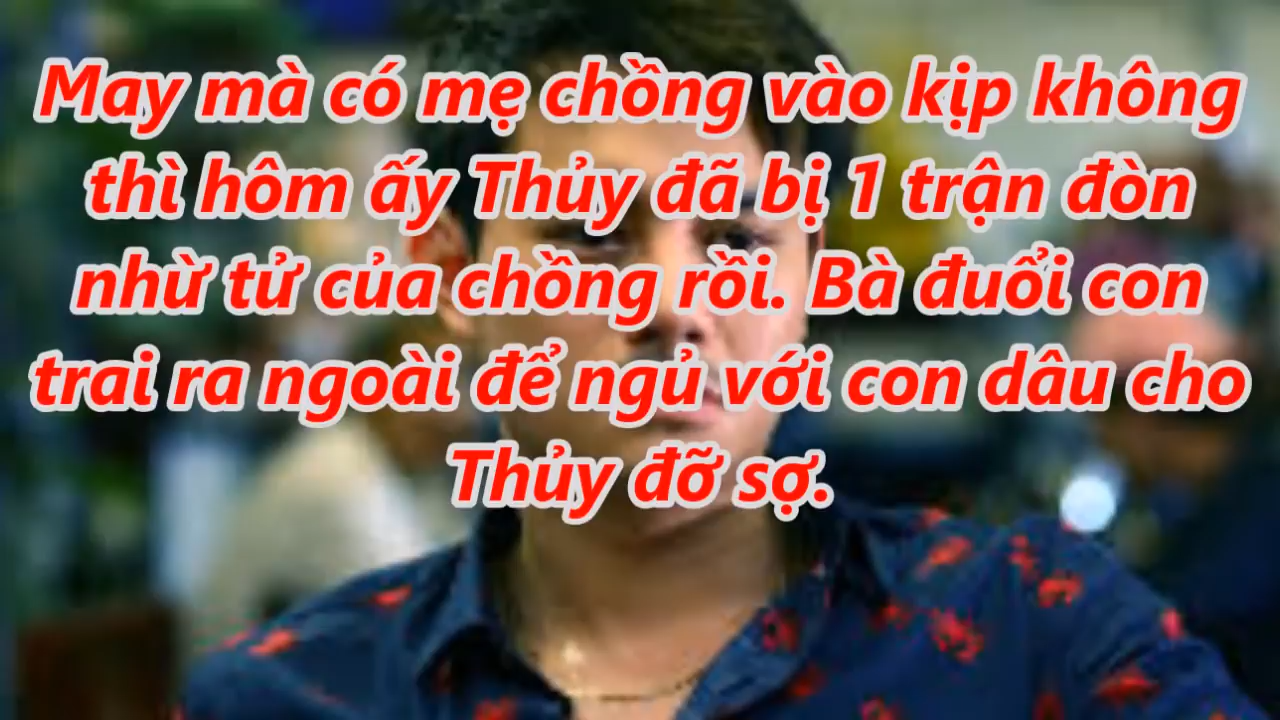 May mà có mẹ chồng vào kịp không
thì hôm ấy Thủy đã bị 1 trận đòn
nhừ tử của chồng rồi. Bà đuổi con
trai ra ngoài để ngủ với con dâu cho
Thủy đỡ sợ.